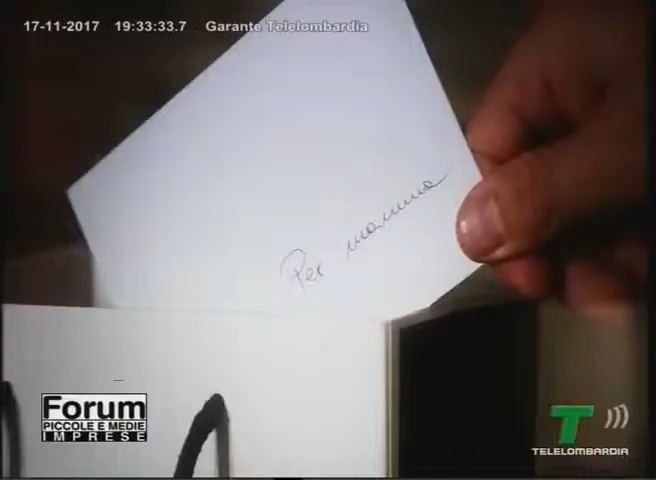 17-11-2017 19:33:33.7 Garante Telelombardia
Per mamma
Forum
PICCOLE E MEDIE
IMPRESE
T
TELELOMBARDIA